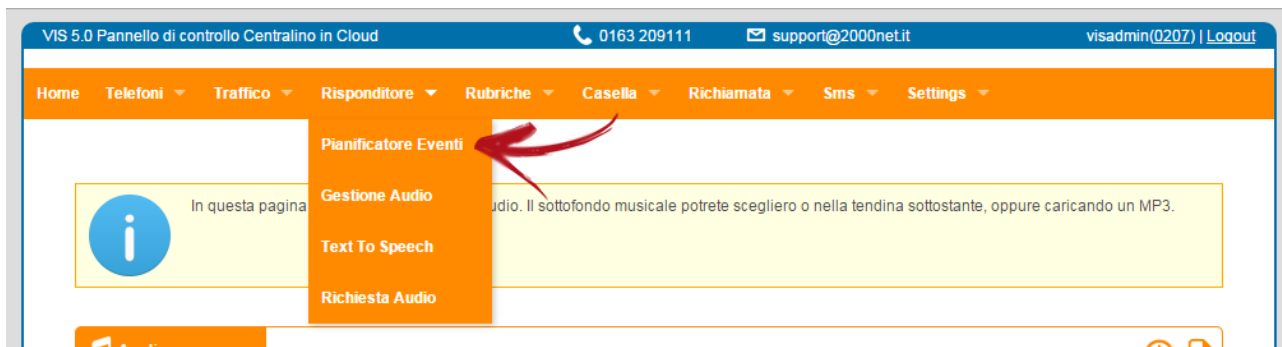 VIS 5.0 Pannello di controllo Centralino in Cloud 0163 209111 support@2000net.it visadmin(0207) | Logout
Home Telefoni Traffico Risponditore Rubriche Casella Richiamata Sms Settings
Pianificatore Eventi
Gestione Audio
In questa pagina udio. Il sottofondo musicale potrete scegliero o nella tendina sottostante, oppure caricando un MP3.
Text To Speech
Richiesta Audio